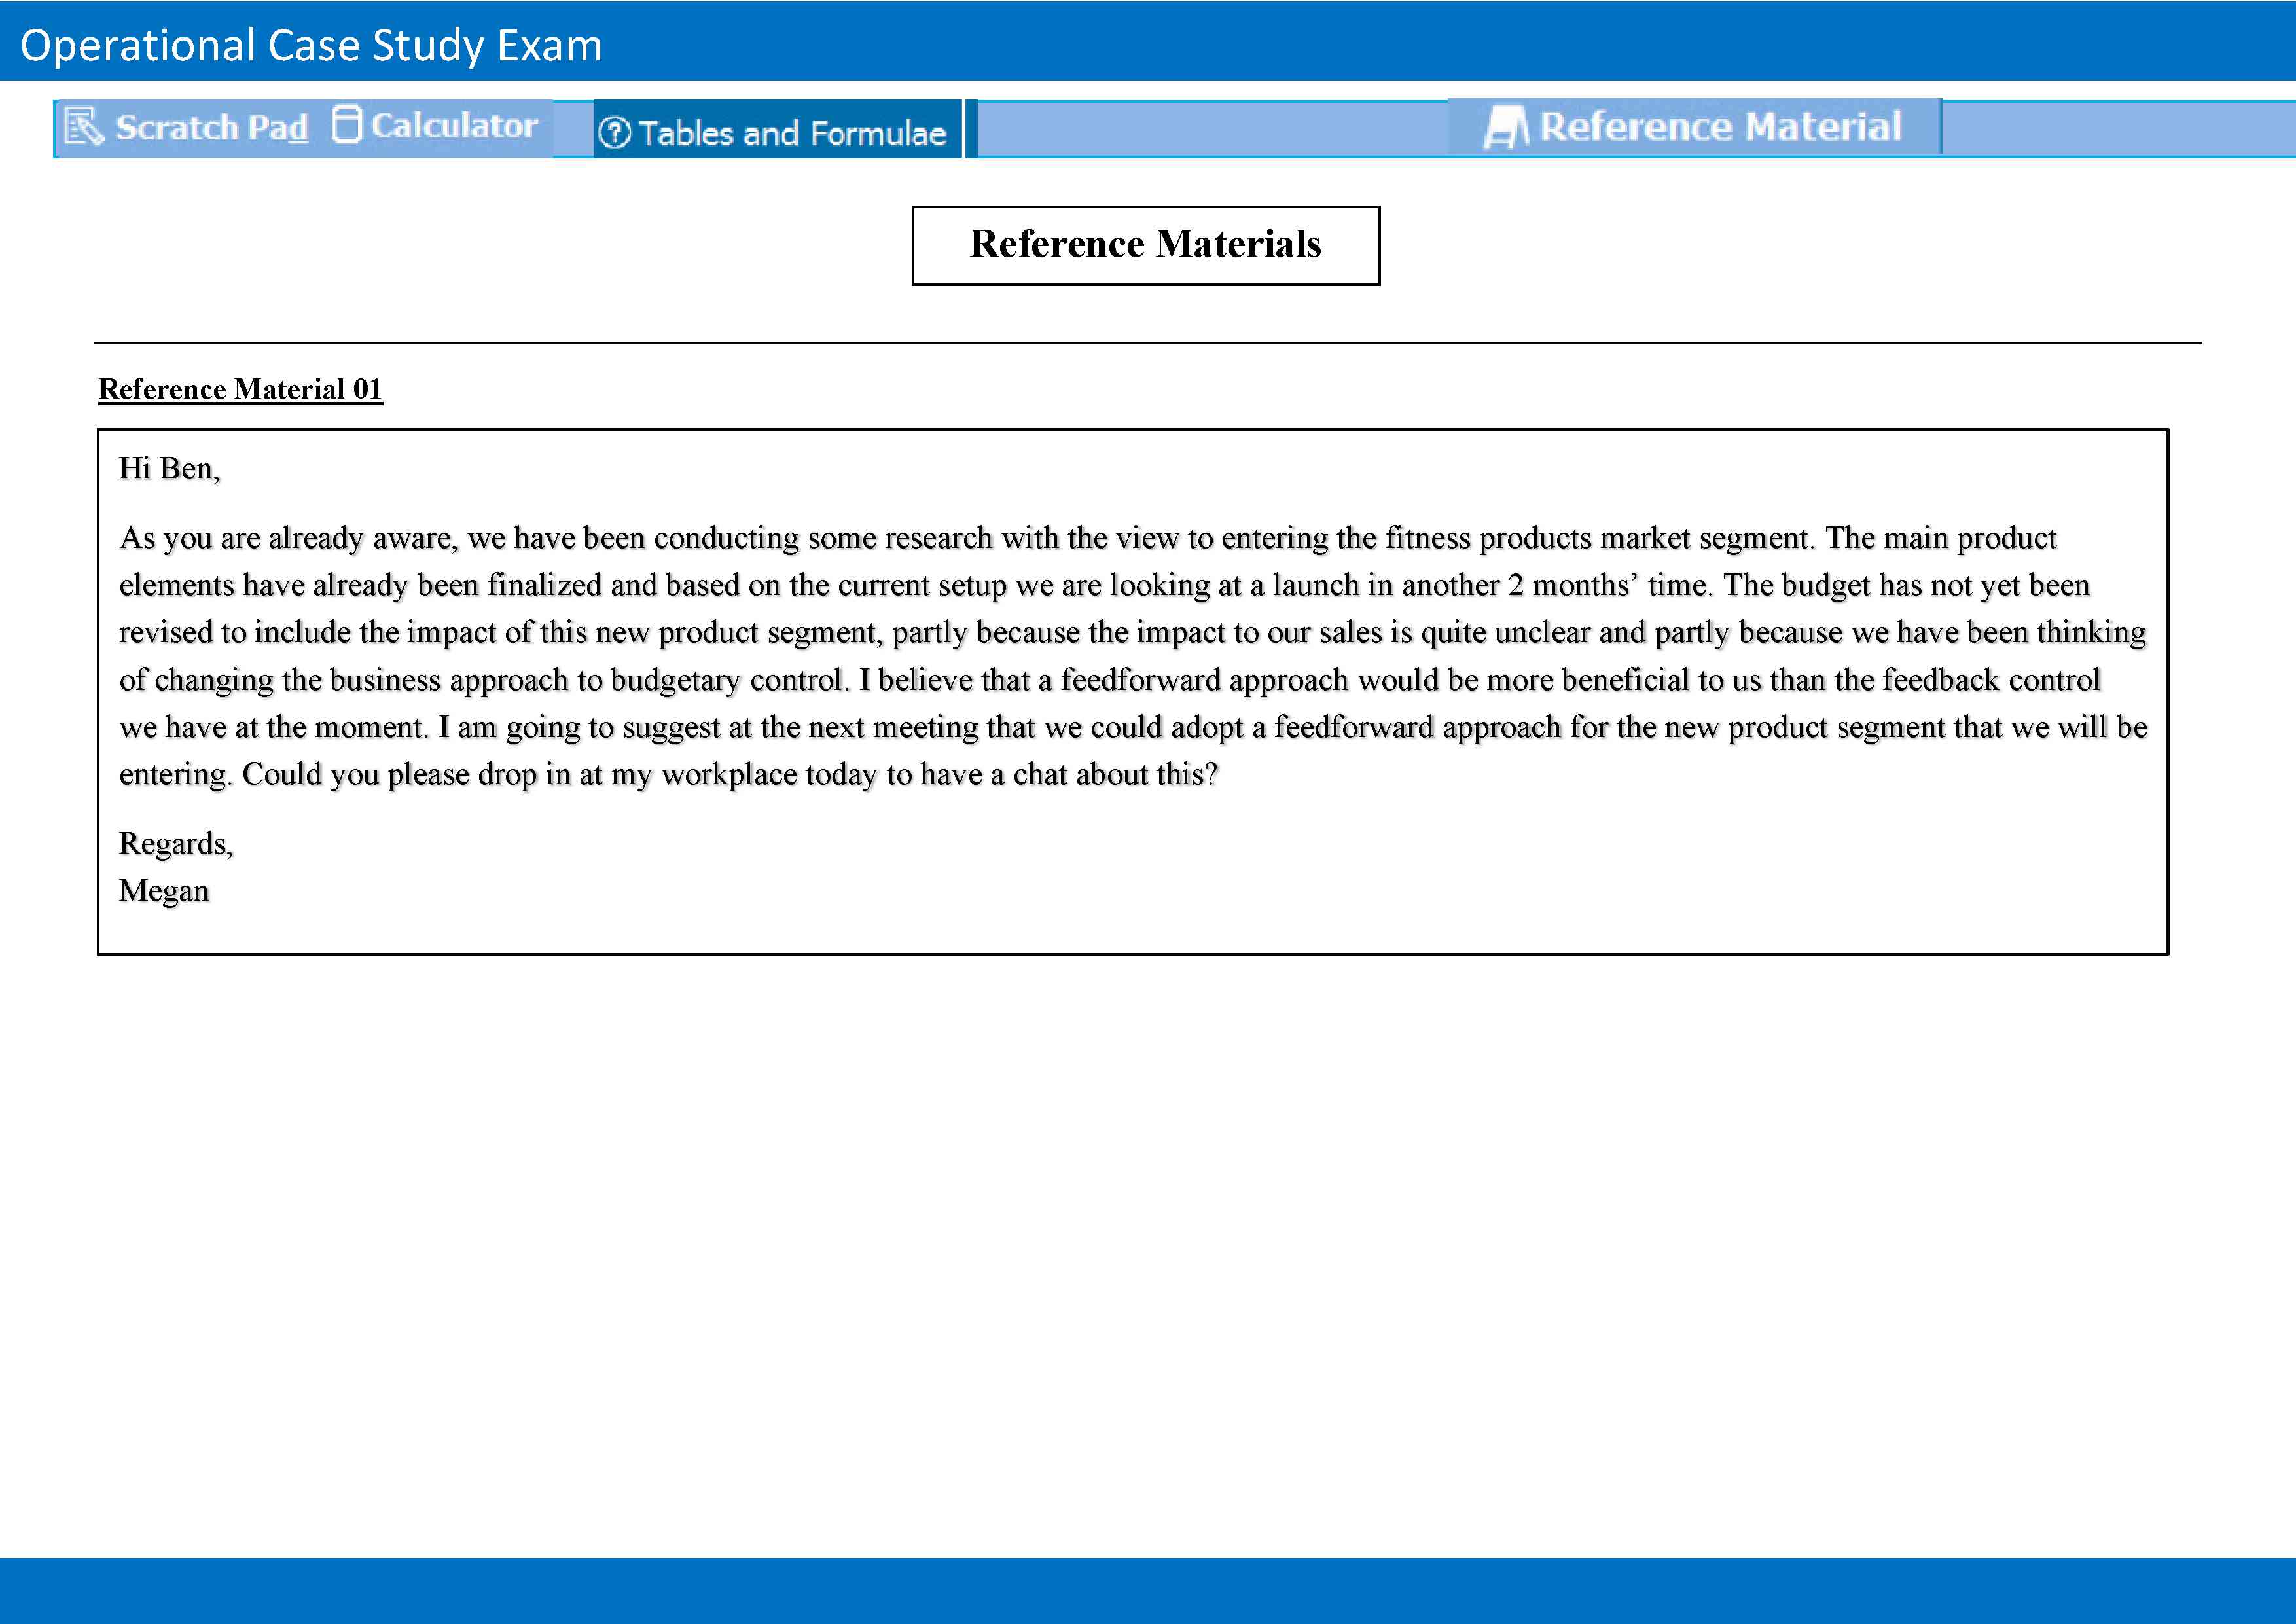 Operational Case Study Exam
Scratch Pad Calculator Tables and Formulae Reference Material
Reference Materials
Reference Material 01
Hi Ben,
As you are already aware, we have been conducting some research with the view to entering the fitness products market segment. The main product
elements have already been finalized and based on the current setup we are looking at a launch in another 2 months’ time. The budget has not yet been
revised to include the impact of this new product segment, partly because the impact to our sales is quite unclear and partly because we have been thinking
of changing the business approach to budgetary control. I believe that a feedforward approach would be more beneficial to us than the feedback control
we have at the moment. I am going to suggest at the next meeting that we could adopt a feedforward approach for the new product segment that we will be
entering. Could you please drop in at my workplace today to have a chat about this?
Regards,
Megan